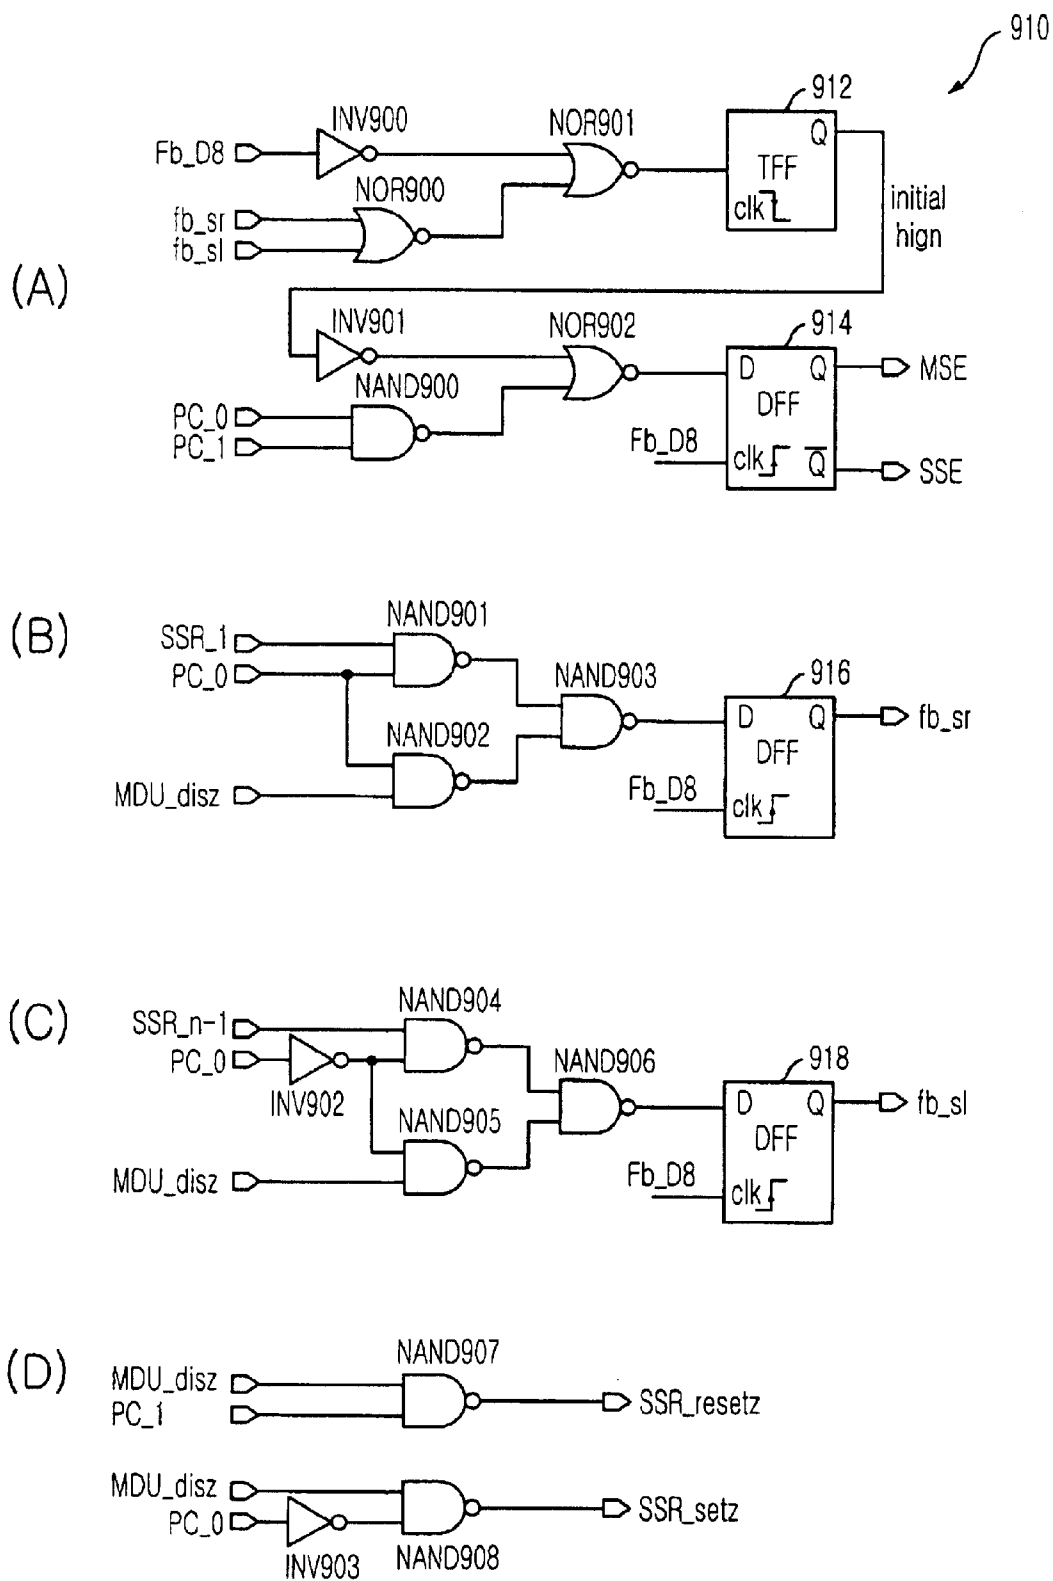 910
912
INV900
NOR901
Q
Fb_D8
TFF
NOR900
clk
initial
hign
fb_sr
fb_sl
(A)
INV901
NOR902
914
D
Q
MSE
NAND900
DFF
PC_0
PC_1
Fb_D8
clk
Q
SSE
(B)
NAND901
SSR_1
PC_0
NAND903
916
D
Q
fb_sr
NAND902
DFF
MDU_disz
Fb_D8
clk
(C)
NAND904
SSR_n-1
PC_0
NAND906
918
INV902
D
Q
fb_sl
NAND905
DFF
MDU_disz
Fb_D8
clk
(D)
NAND907
MDU_disz
PC_1
SSR_resetz
MDU_disz
PC_0
SSR_setz
INV903
NAND908